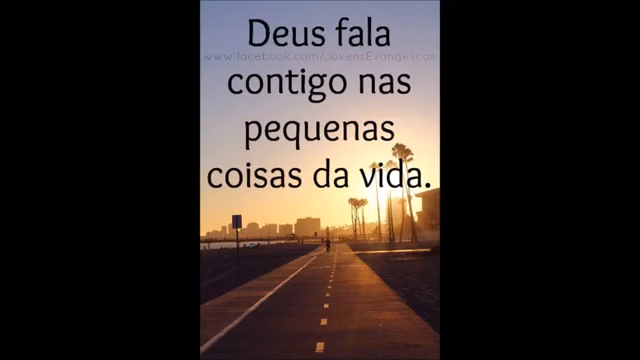 Deus fala
www.facebook.com/JovensEvangelicos
contigo nas
pequenas
coisas da vida.